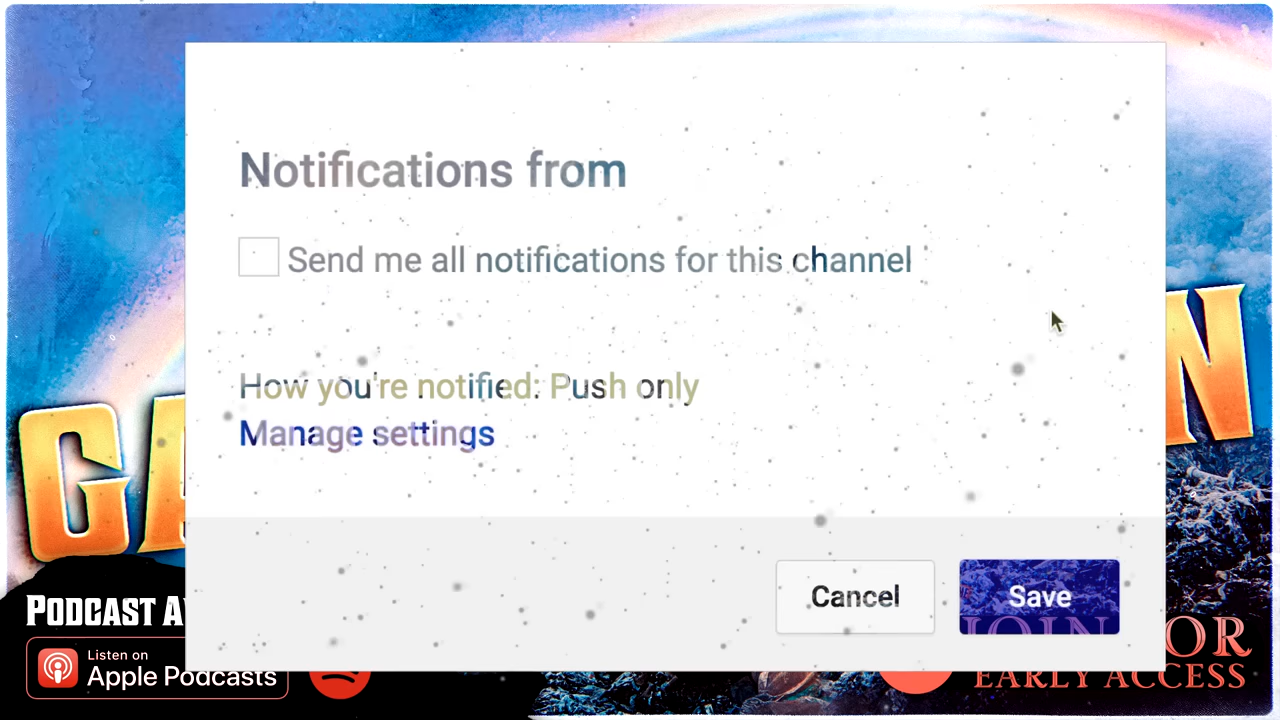 Notifications from
Send me all notifications for this channel
How you're notified: Push only
Manage settings
Cancel
Save
PODCAST
Listen on
Apple Podcasts
JOIN
EARLY ACCESS